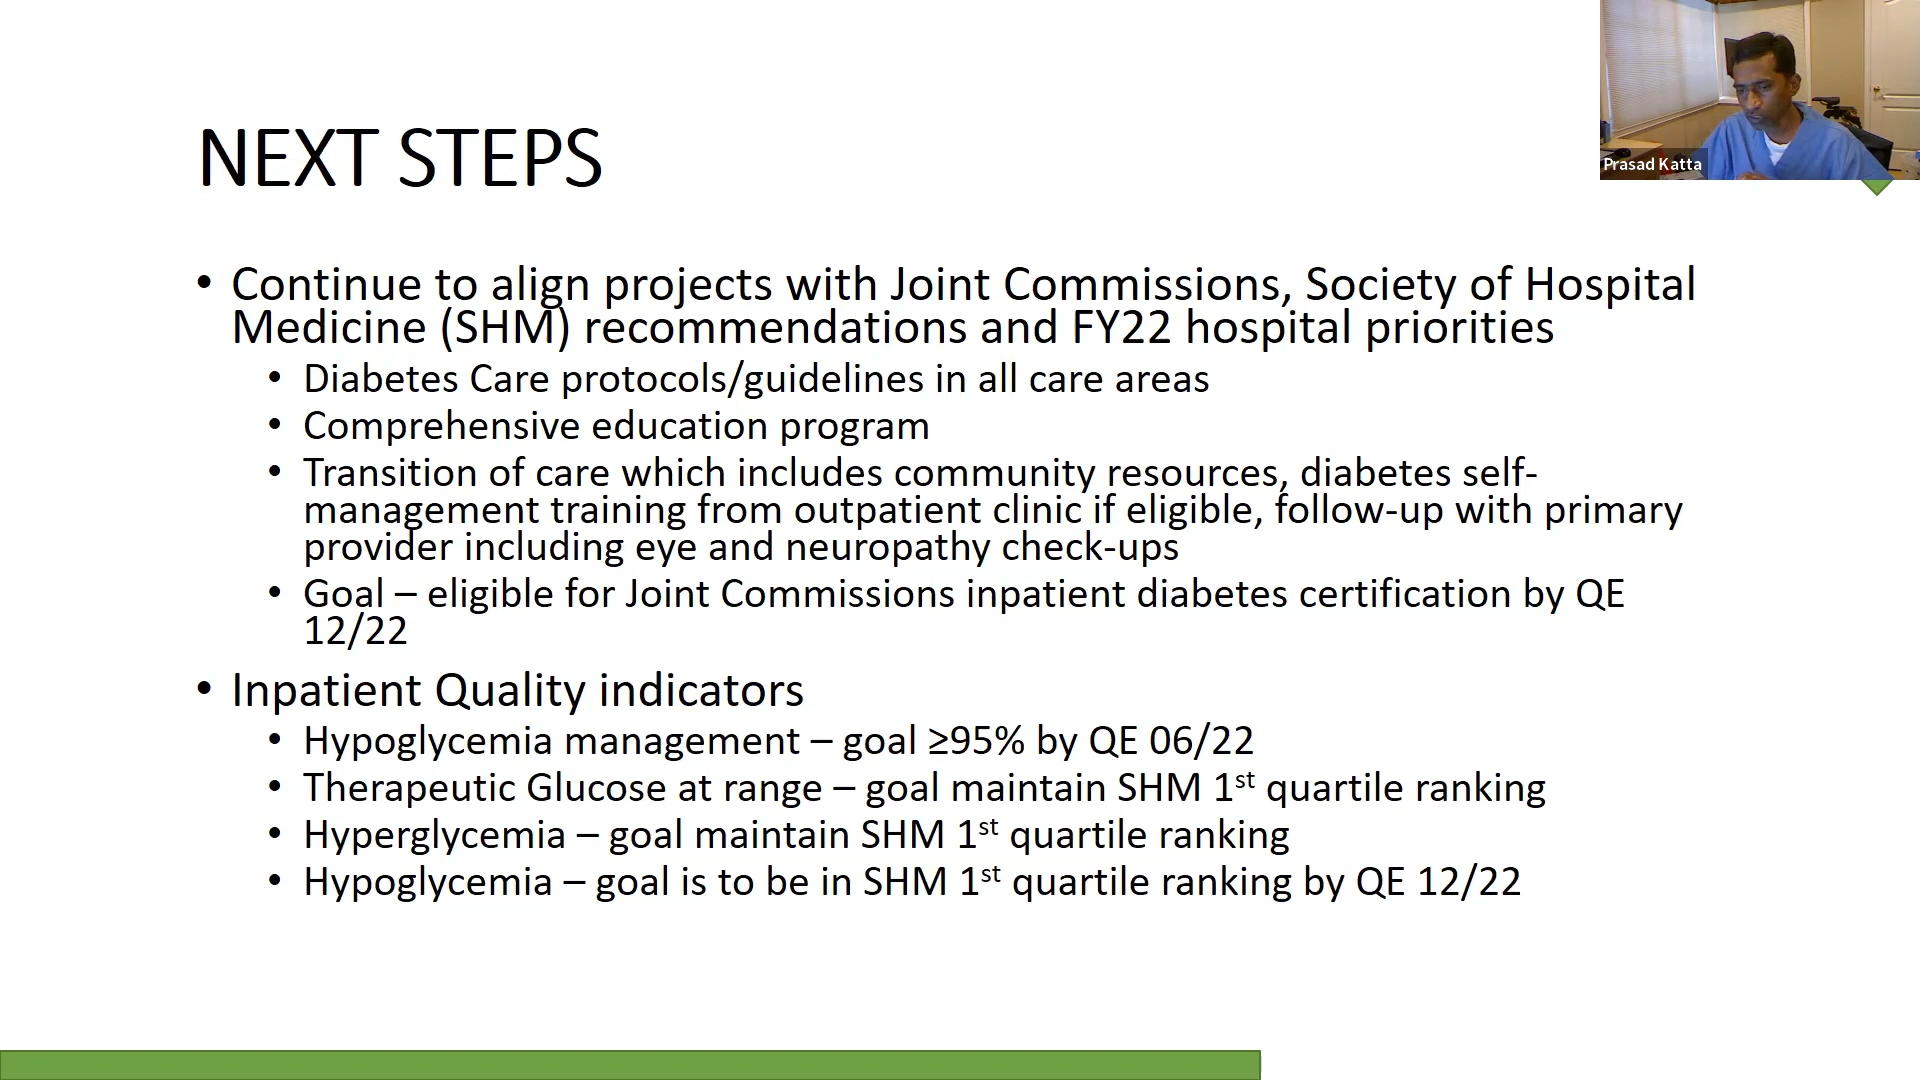 NEXT STEPS
Prasad Katta
• Continue to align projects with Joint Commissions, Society of Hospital
Medicine (SHM) recommendations and FY22 hospital priorities
• Diabetes Care protocols/guidelines in all care areas
• Comprehensive education program
• Transition of care which includes community resources, diabetes self-
management training from outpatient clinic if eligible, follow-up with primary
provider including eye and neuropathy check-ups
• Goal – eligible for Joint Commissions inpatient diabetes certification by QE
12/22
• Inpatient Quality indicators
• Hypoglycemia management – goal ≥95% by QE 06/22
• Therapeutic Glucose at range – goal maintain SHM 1st quartile ranking
• Hyperglycemia – goal maintain SHM 1st quartile ranking
• Hypoglycemia – goal is to be in SHM 1st quartile ranking by QE 12/22